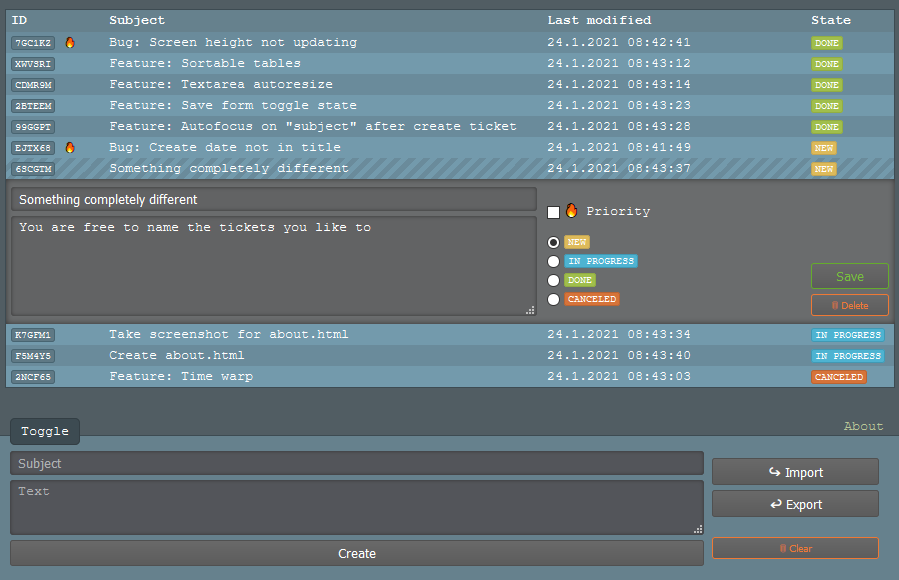 ID Subject Last modified State
7GC1KZ Bug: Screen height not updating 24.1.2021 08:42:41 DONE
XWVSRI Feature: Sortable tables 24.1.2021 08:43:12 DONE
CDMR9M Feature: Textarea autoresize 24.1.2021 08:43:14 DONE
2BTEEM Feature: Save form toggle state 24.1.2021 08:43:23 DONE
99GGPT Feature: Autofocus on "subject" after create ticket 24.1.2021 08:43:28 DONE
EJTX68 Bug: Create date not in title 24.1.2021 08:41:49 NEW
6SCGTM Something completely different 24.1.2021 08:43:37 NEW
Something completely different
You are free to name the tickets you like to
Priority
NEW
IN PROGRESS
DONE
CANCELED
Save
Delete
K7GFM1 Take screenshot for about.html 24.1.2021 08:43:34 IN PROGRESS
F5M4Y5 Create about.html 24.1.2021 08:43:40 IN PROGRESS
2NCF65 Feature: Time warp 24.1.2021 08:43:03 CANCELED
Toggle
About
Subject
Text
Create
Import
Export
Clear